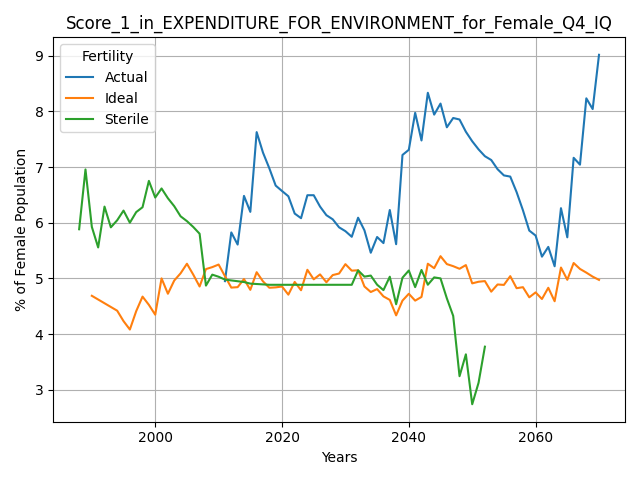 Score_1_in_EXPENDITURE_FOR_ENVIRONMENT_for_Female_Q4_IQ
Fertility
Actual
Ideal
Sterile
% of Female Population
9
8
7
6
5
4
3
2000
2020
2040
2060
Years